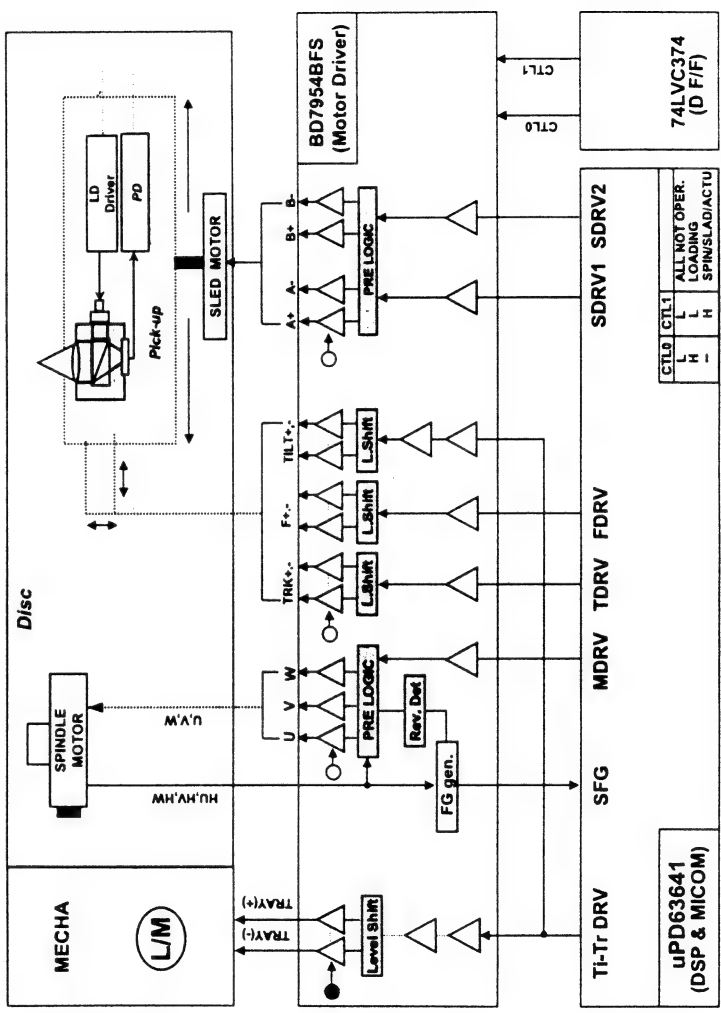 MECHA
L/M
SPINDLE
MOTOR
Disc
Pick-up
LD
Driver
PD
SLED MOTOR
TRAY(-)
TRAY(+)
HU,HV,HW
U,V,W
BD7954BFS
(Motor Driver)
U
V
W
TRK+,-
F+,-
TILT+,-
A+
A-
B+
B-
Level Shift
PRE LOGIC
L.Shift
L.Shift
L.Shift
PRE LOGIC
Rev. Det
FG gen.
CTL0
CTL1
Ti-Tr DRV
SFG
MDRV
TDRV
FDRV
SDRV1
SDRV2
uPD63641
(DSP & MICOM)
74LVC374
(D F/F)
CTL0 CTL1
L L ALL NOT OPER.
H L LOADING
– H SPIN/SLAD/ACTU